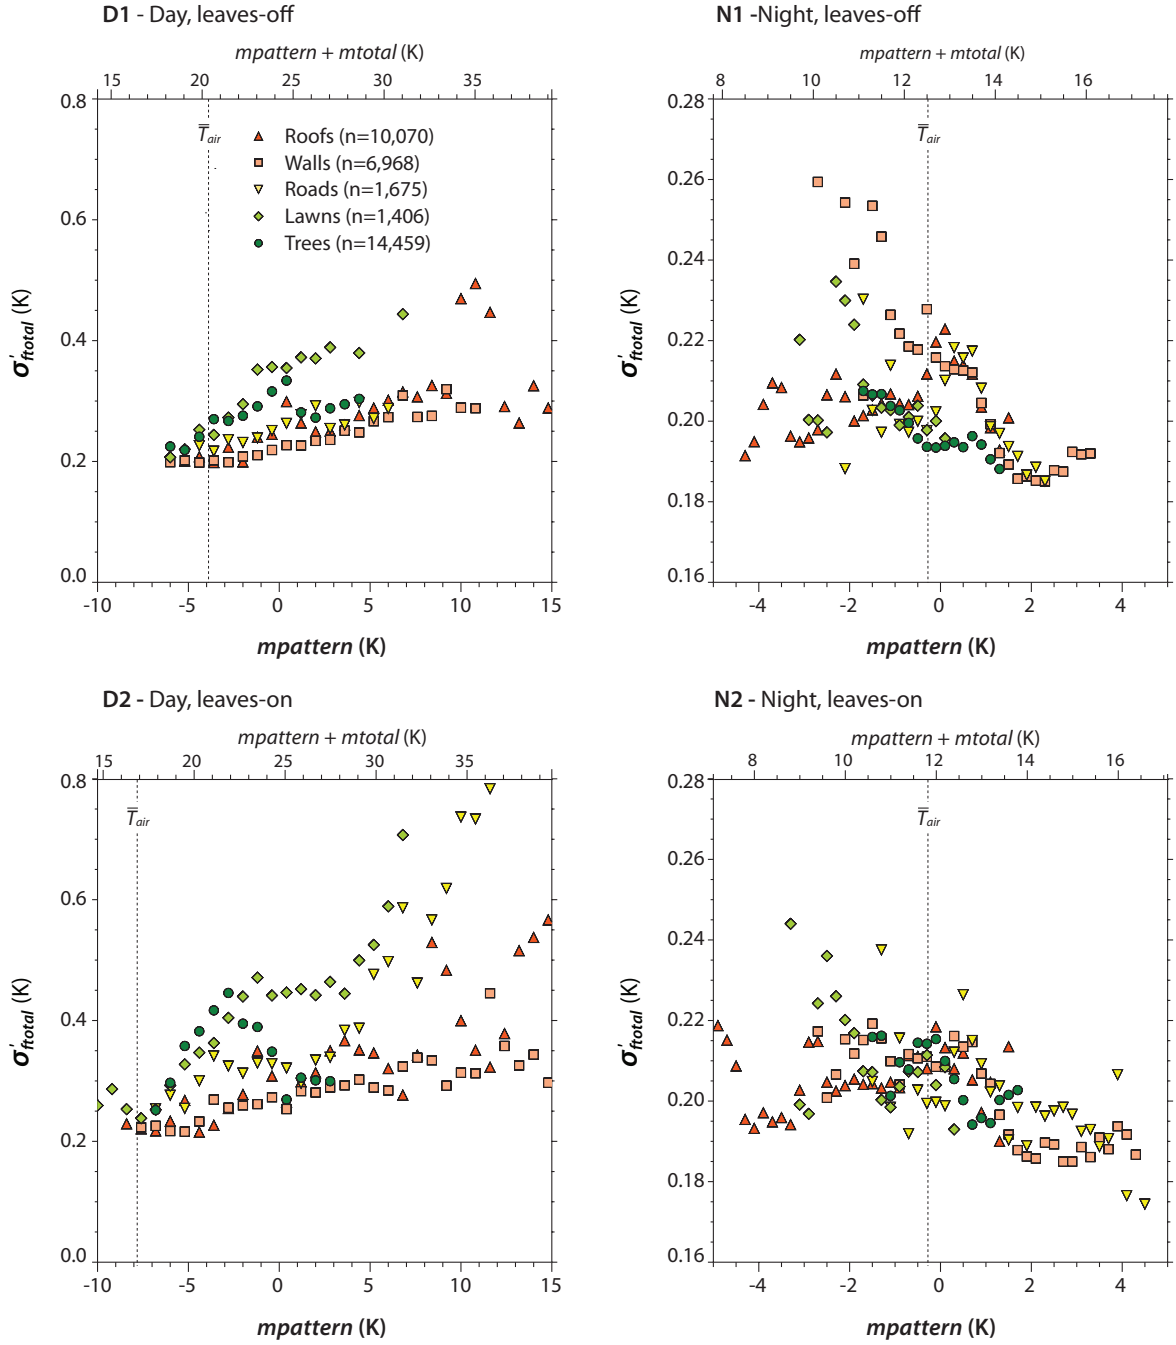 D1 - Day, leaves-off
mpattern + mtotal (K)
15 20 25 30 35
0.8
0.6
0.4
0.2
0.0
σ'ftotal (K)
T̿air
Roofs (n=10,070)
Walls (n=6,968)
Roads (n=1,675)
Lawns (n=1,406)
Trees (n=14,459)
-10 -5 0 5 10 15
mpattern (K)
N1 -Night, leaves-off
mpattern + mtotal (K)
8 10 12 14 16
0.28
0.26
0.24
0.22
0.20
0.18
0.16
σ'ftotal (K)
T̿air
-4 -2 0 2 4
mpattern (K)
D2 - Day, leaves-on
mpattern + mtotal (K)
15 20 25 30 35
0.8
0.6
0.4
0.2
0.0
σ'ftotal (K)
T̿air
-10 -5 0 5 10 15
mpattern (K)
N2 - Night, leaves-on
mpattern + mtotal (K)
8 10 12 14 16
0.28
0.26
0.24
0.22
0.20
0.18
0.16
σ'ftotal (K)
T̿air
-4 -2 0 2 4
mpattern (K)